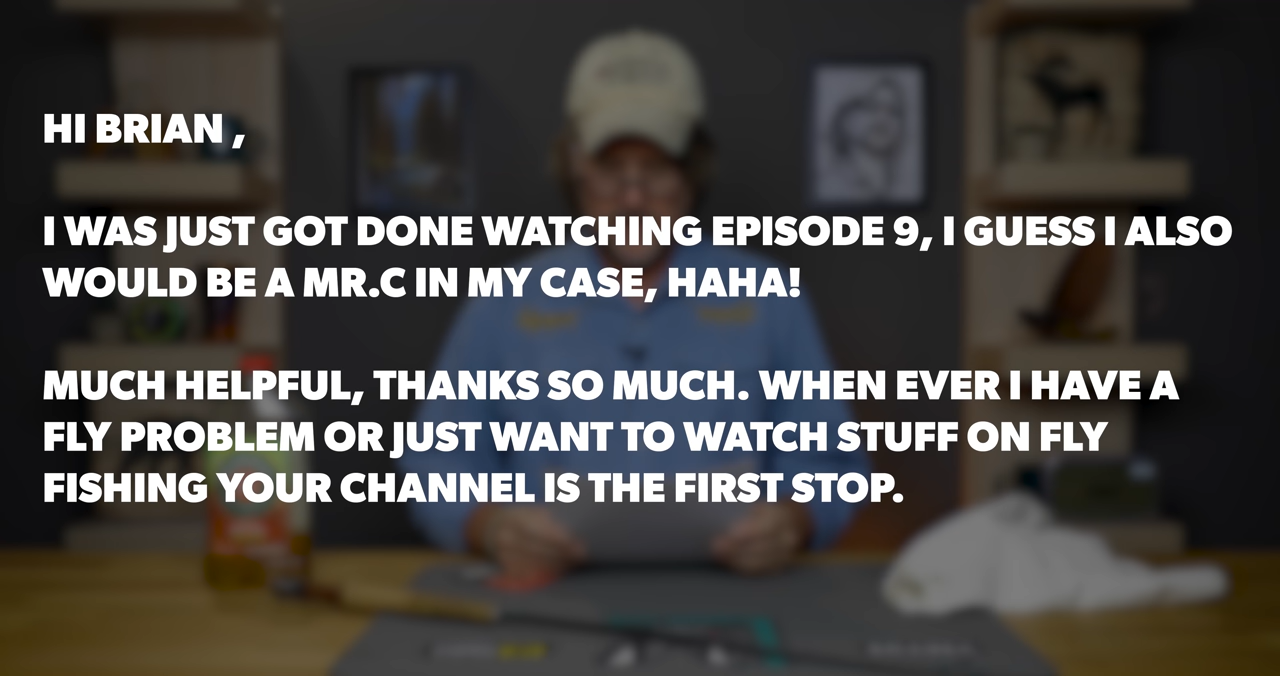 HI BRIAN ,
I WAS JUST GOT DONE WATCHING EPISODE 9, I GUESS I ALSO
WOULD BE A MR.C IN MY CASE, HAHA!
MUCH HELPFUL, THANKS SO MUCH. WHEN EVER I HAVE A
FLY PROBLEM OR JUST WANT TO WATCH STUFF ON FLY
FISHING YOUR CHANNEL IS THE FIRST STOP.